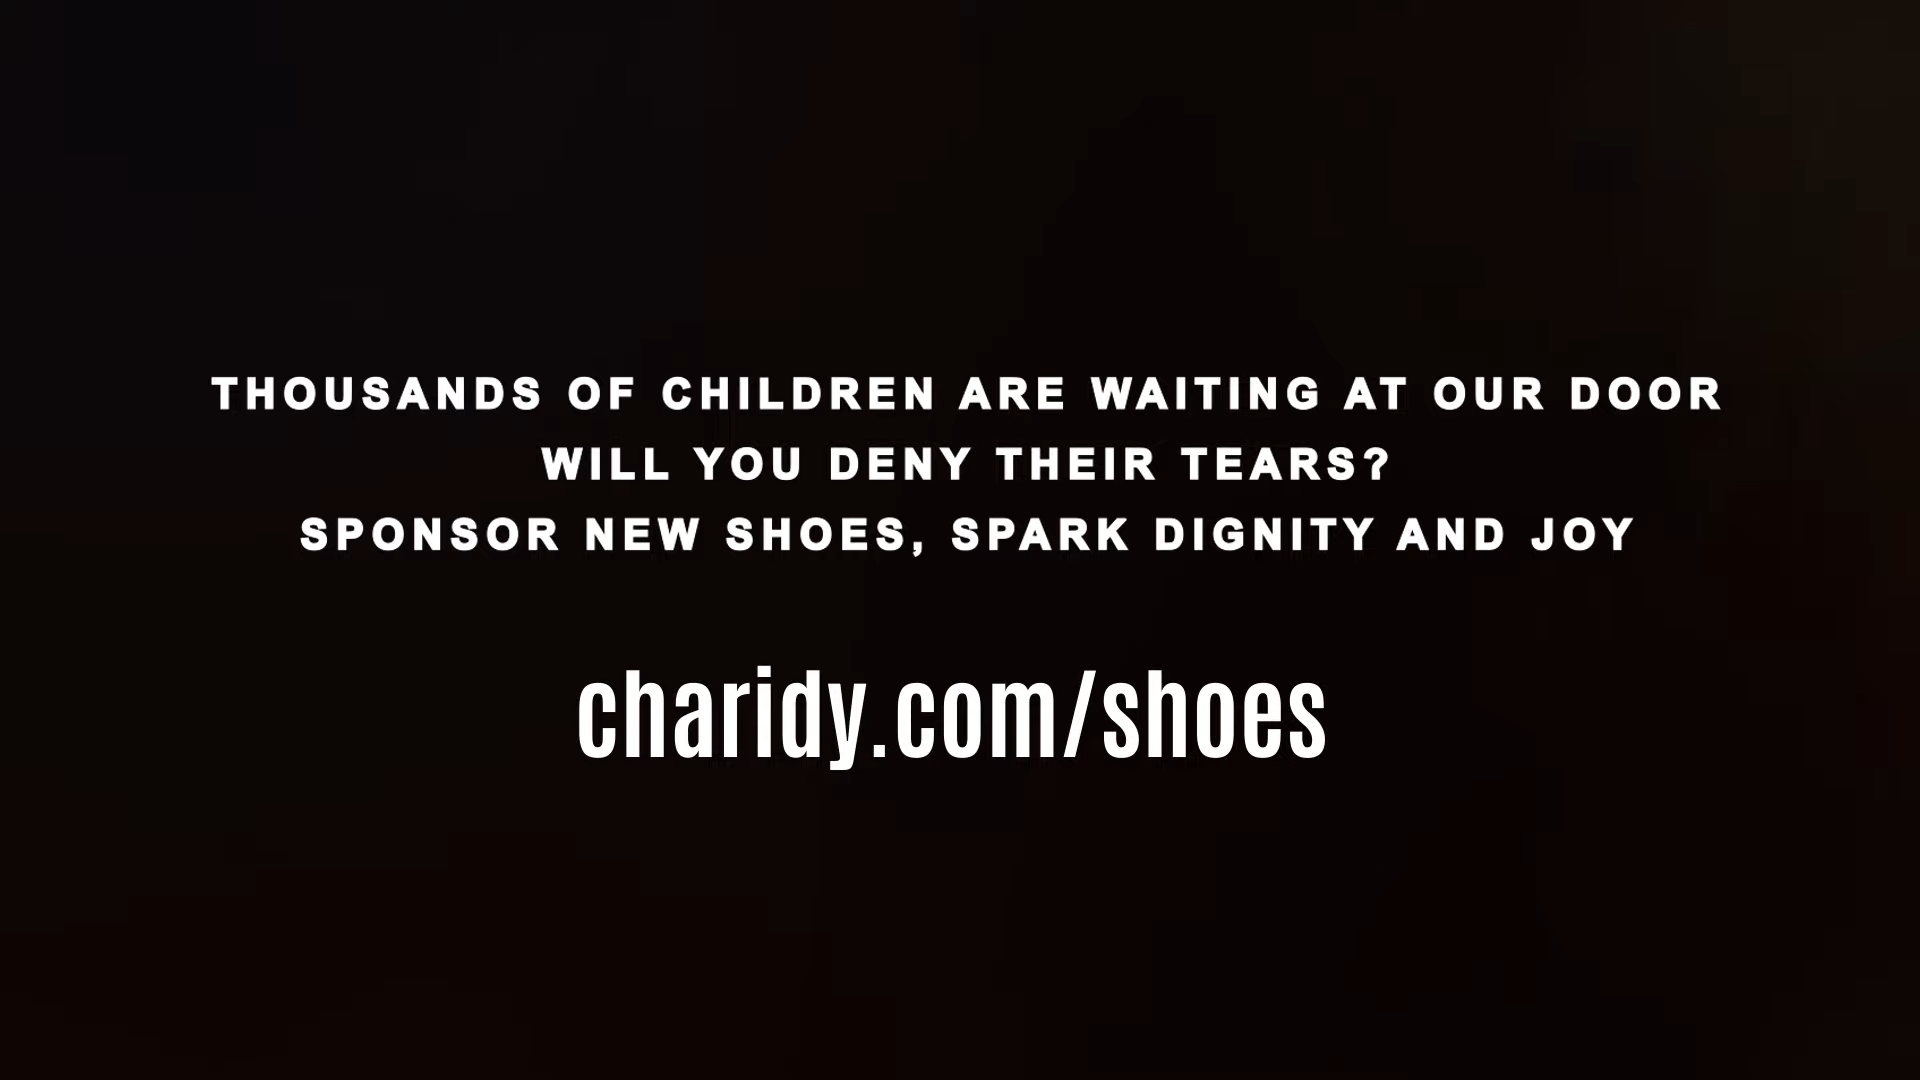 THOUSANDS OF CHILDREN ARE WAITING AT OUR DOOR
WILL YOU DENY THEIR TEARS?
SPONSOR NEW SHOES, SPARK DIGNITY AND JOY
charidy.com/shoes